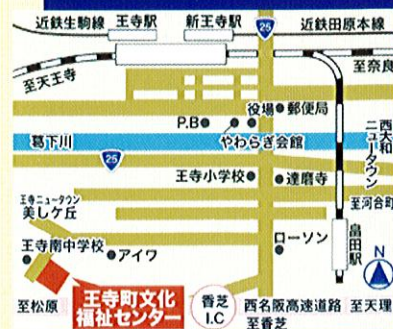 近鉄生駒線
王寺駅
新王寺駅
25
近鉄田原本線
至天王寺
至奈良
役場
郵便局
P.B
やわらぎ会館
葛下川
25
西大和
ニュータウン
王寺小学校
達磨寺
王寺ニュータウン
美しケ丘
至河合町
王寺南中学校
アイワ
ローソン
畠田駅
N
至松原
王寺町文化
福祉センター
香芝
I.C
西名阪高速道路
至天理
至香芝